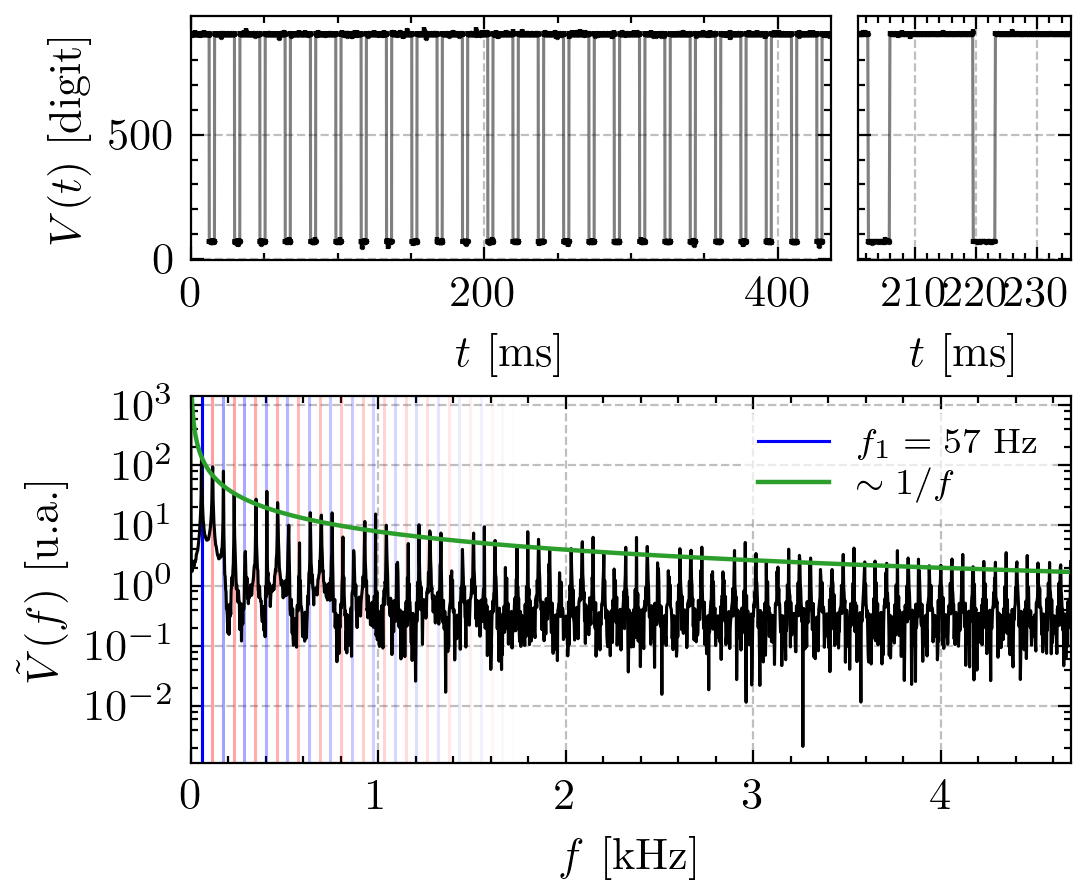 V(t) [digit]
500
0
0 200 400
210 220 230
t [ms]
t [ms]
Ṽ(f) [u.a.]
10³
10²
10¹
10⁰
10⁻¹
10⁻²
f₁ = 57 Hz
∼ 1/f
0 1 2 3 4
f [kHz]